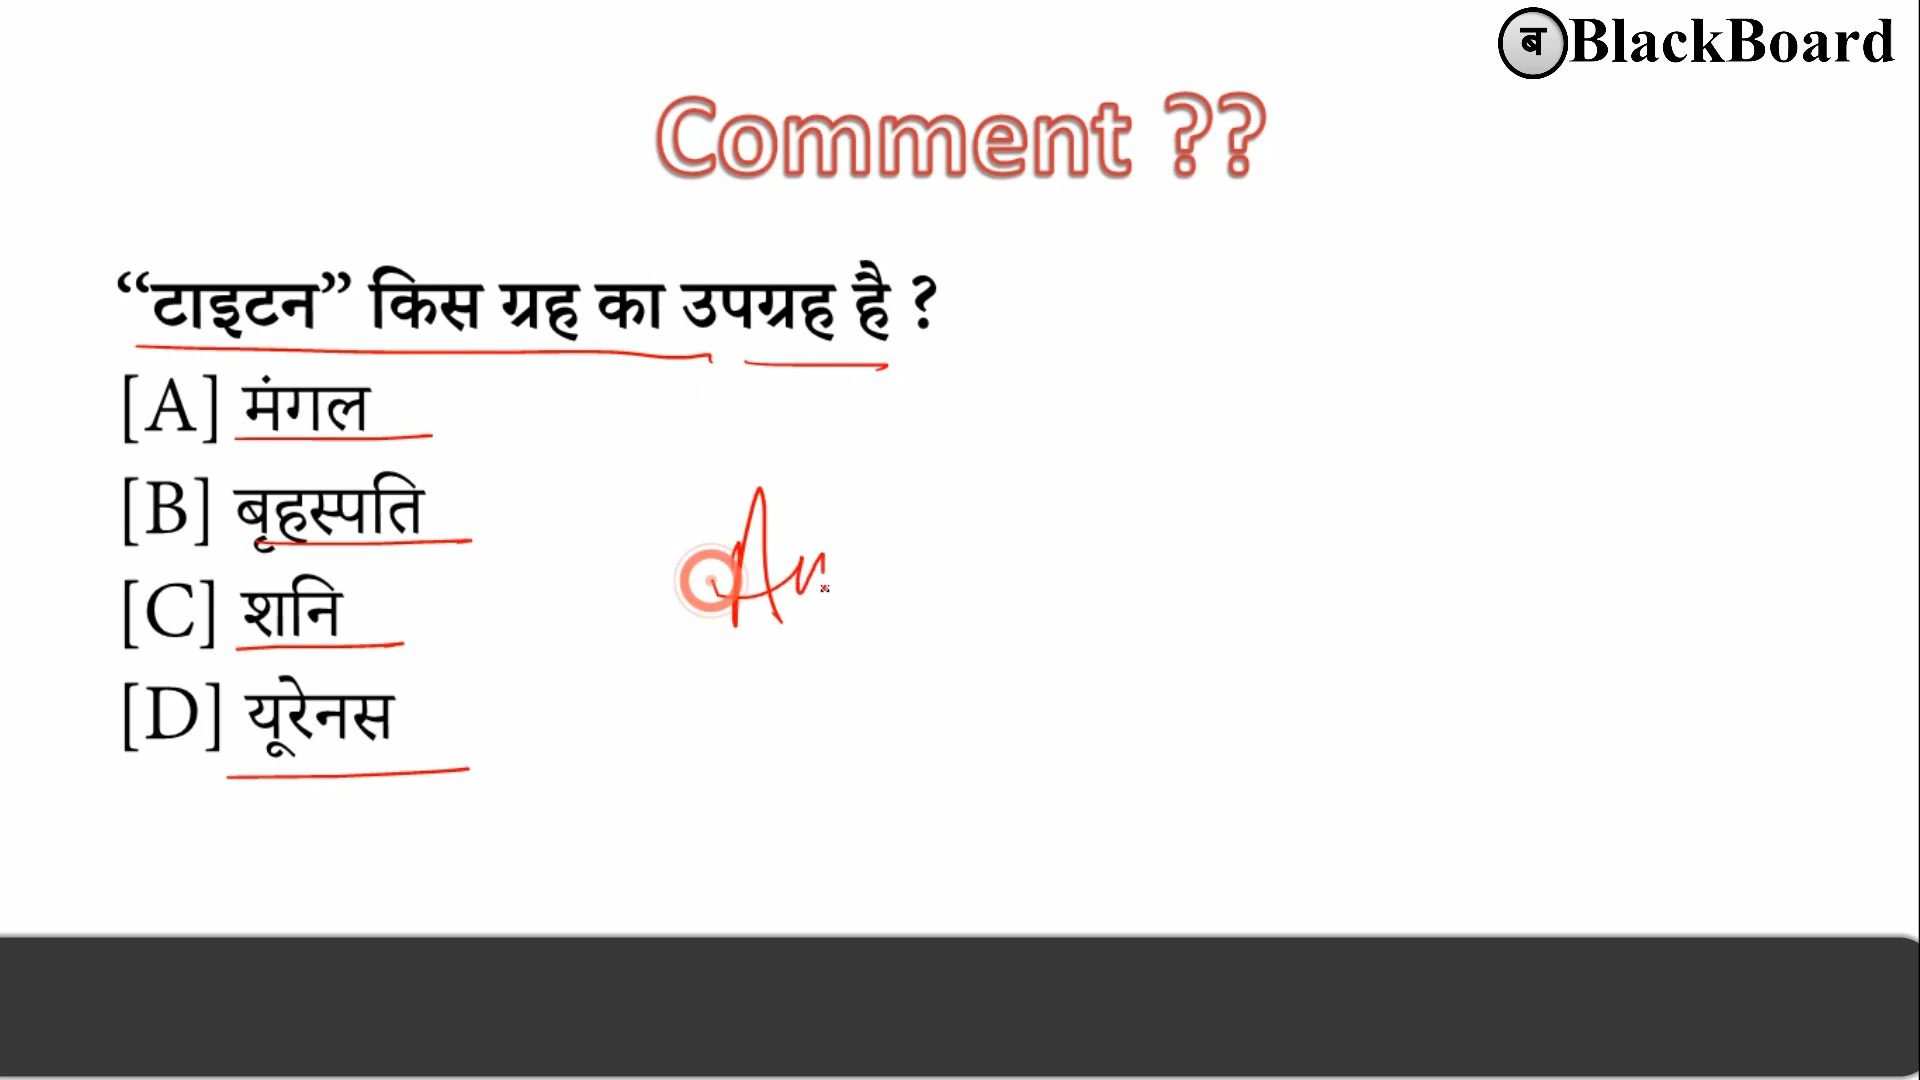 ब BlackBoard
Comment ??
“टाइटन” किस ग्रह का उपग्रह है ?
[A] मंगल
[B] बृहस्पति
[C] शनि
[D] यूरेनस